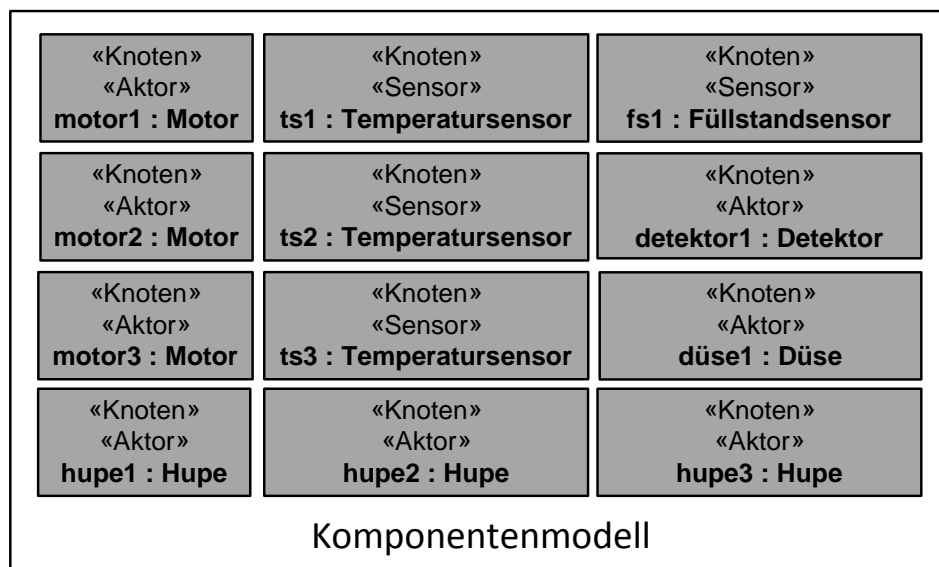 «Knoten»
«Aktor»
motor1 : Motor
«Knoten»
«Sensor»
ts1 : Temperatursensor
«Knoten»
«Sensor»
fs1 : Füllstandsensor
«Knoten»
«Aktor»
motor2 : Motor
«Knoten»
«Sensor»
ts2 : Temperatursensor
«Knoten»
«Aktor»
detektor1 : Detektor
«Knoten»
«Aktor»
motor3 : Motor
«Knoten»
«Sensor»
ts3 : Temperatursensor
«Knoten»
«Aktor»
düse1 : Düse
«Knoten»
«Aktor»
hupe1 : Hupe
«Knoten»
«Aktor»
hupe2 : Hupe
«Knoten»
«Aktor»
hupe3 : Hupe
Komponentenmodell